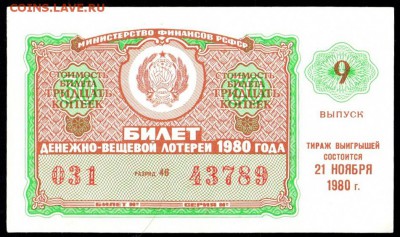 COINS.SU, LAVE.RU
МИНИСТЕРСТВО ФИНАНСОВ РСФСР
СТОИМОСТЬ БИЛЕТА ТРИДЦАТЬ КОПЕЕК
СТОИМОСТЬ БИЛЕТА ТРИДЦАТЬ КОПЕЕК
9
ВЫПУСК
БИЛЕТ
ДЕНЕЖНО-ВЕЩЕВОЙ ЛОТЕРЕИ 1980 ГОДА
031 РАЗРЯД 46 43789
БИЛЕТ № СЕРИЯ №
ТИРАЖ ВЫИГРЫШЕЙ
СОСТОИТСЯ
21 НОЯБРЯ
1980 г.